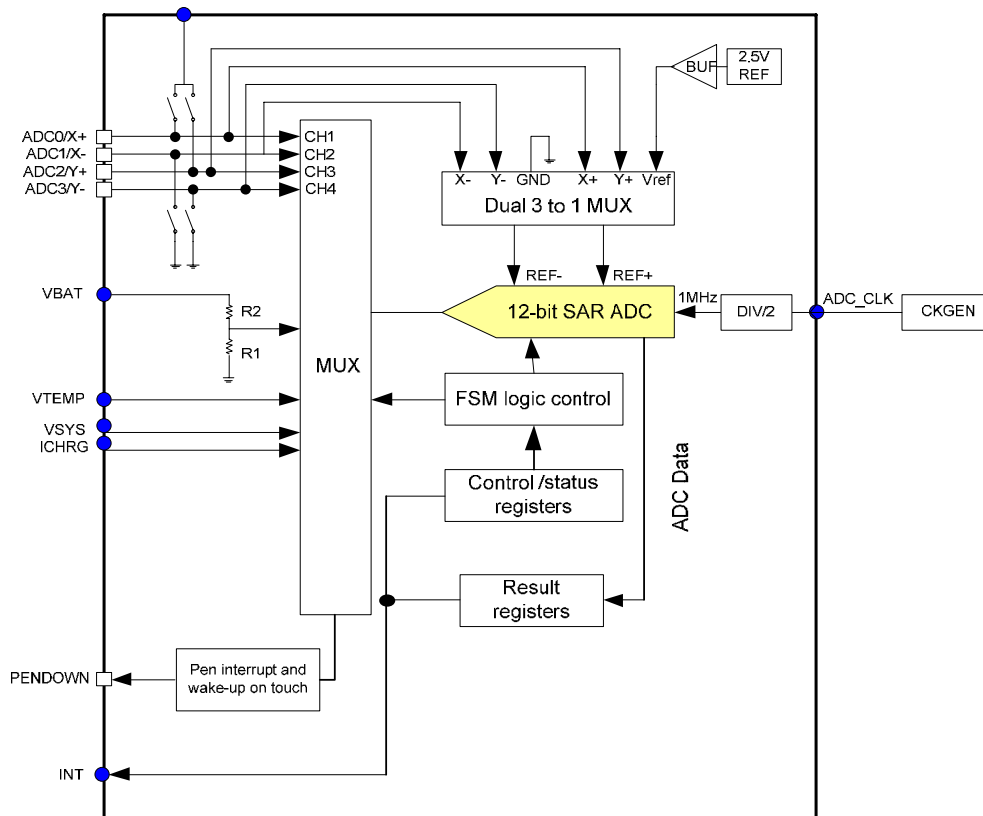 BUF
2.5V
REF
ADC0/X+
ADC1/X-
ADC2/Y+
ADC3/Y-
CH1
CH2
CH3
CH4
X- Y- GND X+ Y+ Vref
Dual 3 to 1 MUX
REF- REF+
VBAT
R2
R1
MUX
12-bit SAR ADC
1MHz
DIV/2
ADC_CLK
CKGEN
VTEMP
VSYS
ICHRG
FSM logic control
Control /status
registers
ADC Data
Result
registers
PENDOWN
Pen interrupt and
wake-up on touch
INT